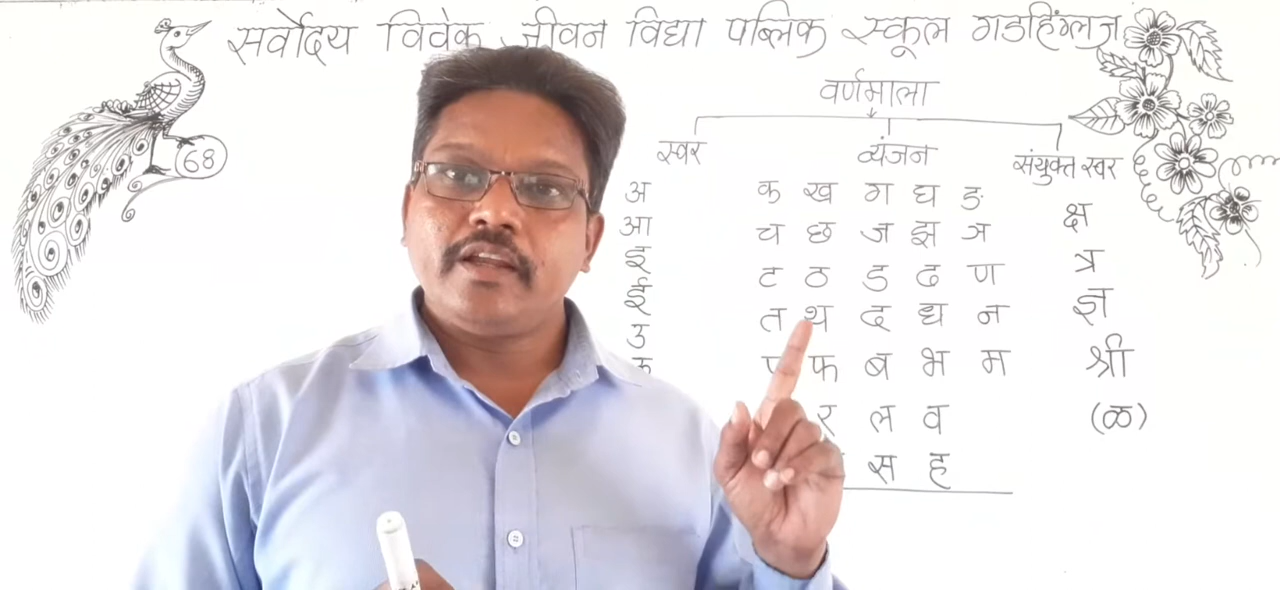 सर्वोदय विवेक जीवन विद्या पब्लिक स्कूल गडहिंग्लज
68
वर्णमाला
स्वर व्यंजन संयुक्त स्वर
अ क ख ग घ ङ क्ष
आ च छ ज झ ञ त्र
इ ट ठ ड ढ ण ज्ञ
ई त थ द ध न श्री
उ फ ब भ म (ळ)
र ल व
स ह